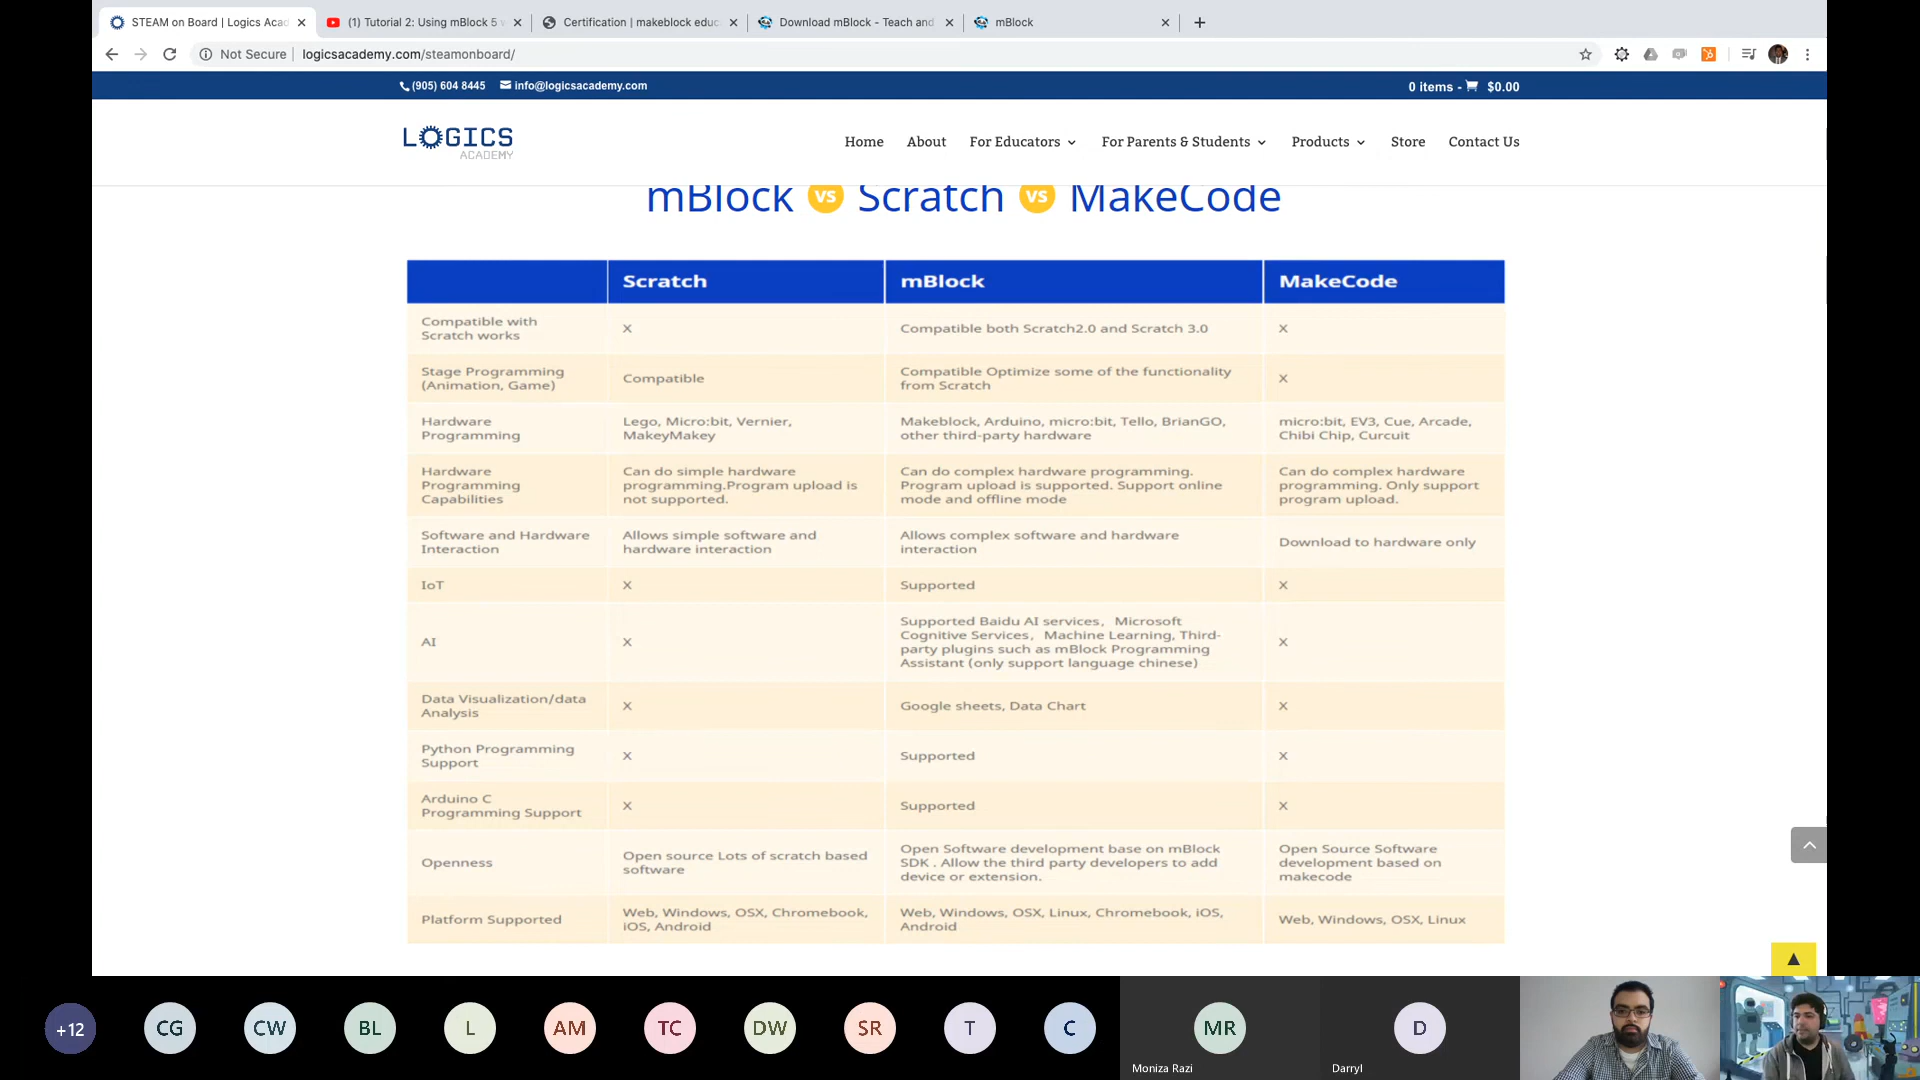 STEAM on Board | Logics Acad
(1) Tutorial 2: Using mBlock 5 w
Certification | makeblock educ
Download mBlock - Teach and
mBlock
Not Secure | logicsacademy.com/steamonboard/
(905) 604 8445
info@logicsacademy.com
0 items - $0.00
LOGICS
ACADEMY
Home
About
For Educators
For Parents & Students
Products
Store
Contact Us
mBlock VS Scratch VS MakeCode
Scratch
mBlock
MakeCode
Compatible with
Scratch works
X
Compatible both Scratch2.0 and Scratch 3.0
X
Stage Programming
(Animation, Game)
Compatible
Compatible Optimize some of the functionality
from Scratch
X
Hardware
Programming
Lego, Micro:bit, Vernier,
MakeyMakey
Makeblock, Arduino, micro:bit, Tello, BrianGO,
other third-party hardware
micro:bit, EV3, Cue, Arcade,
Chibi Chip, Curcuit
Hardware
Programming
Capabilities
Can do simple hardware
programming.Program upload is
not supported.
Can do complex hardware programming.
Program upload is supported. Support online
mode and offline mode
Can do complex hardware
programming. Only support
program upload.
Software and Hardware
Interaction
Allows simple software and
hardware interaction
Allows complex software and hardware
interaction
Download to hardware only
IoT
X
Supported
X
AI
X
Supported Baidu AI services, Microsoft
Cognitive Services, Machine Learning, Third-
party plugins such as mBlock Programming
Assistant (only support language chinese)
X
Data Visualization/data
Analysis
X
Google sheets, Data Chart
X
Python Programming
Support
X
Supported
X
Arduino C
Programming Support
X
Supported
X
Openness
Open source Lots of scratch based
software
Open Software development base on mBlock
SDK . Allow the third party developers to add
device or extension.
Open Source Software
development based on
makecode
Platform Supported
Web, Windows, OSX, Chromebook,
iOS, Android
Web, Windows, OSX, Linux, Chromebook, iOS,
Android
Web, Windows, OSX, Linux
+12
CG
CW
BL
L
AM
TC
DW
SR
T
C
MR
Moniza Razi
D
Darryl